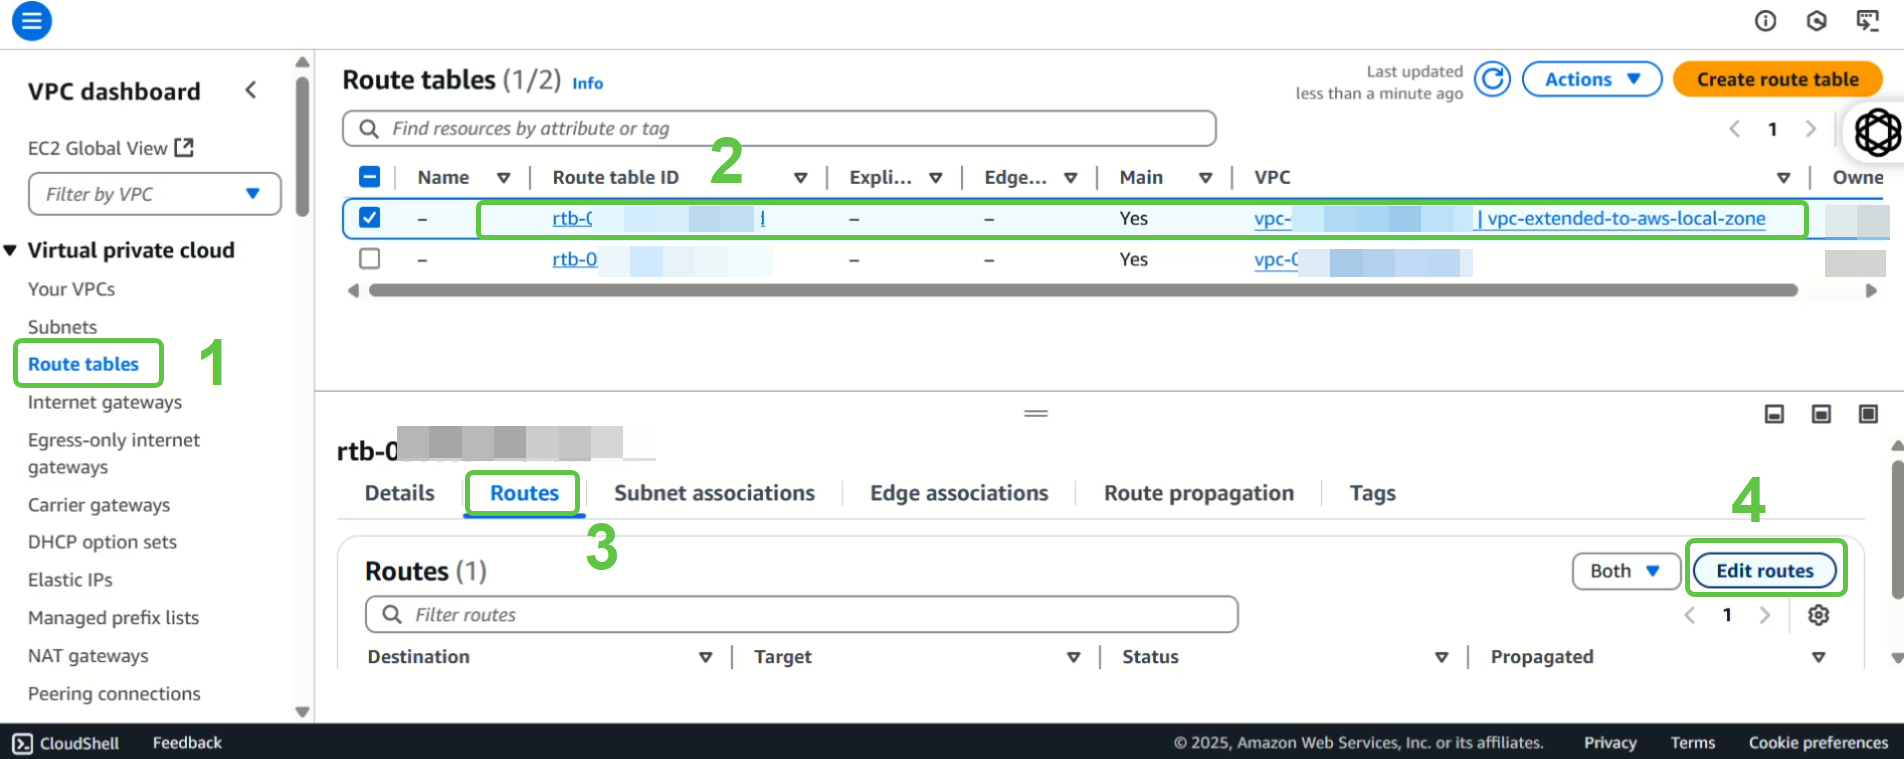 VPC dashboard
EC2 Global View
Filter by VPC
Virtual private cloud
Your VPCs
Subnets
Route tables
1
Internet gateways
Egress-only internet
gateways
Carrier gateways
DHCP option sets
Elastic IPs
Managed prefix lists
NAT gateways
Peering connections
Route tables (1/2) Info
Last updated
less than a minute ago
Actions
Create route table
Find resources by attribute or tag
1
2
Name Route table ID Expli... Edge... Main VPC Owne
– rtb-0 – – Yes vpc- | vpc-extended-to-aws-local-zone
– rtb-0 – – Yes vpc-0
rtb-0
Details Routes Subnet associations Edge associations Route propagation Tags
3
4
Routes (1)
Both
Edit routes
Filter routes
1
Destination Target Status Propagated
CloudShell Feedback © 2025, Amazon Web Services, Inc. or its affiliates. Privacy Terms Cookie preferences